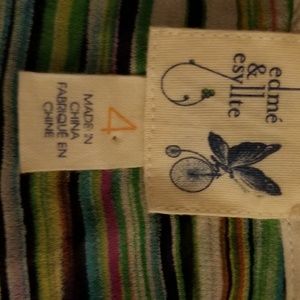 edmé
& 
esyllte
4
MADE IN
CHINA
FABRIQUÉ EN
CHINE